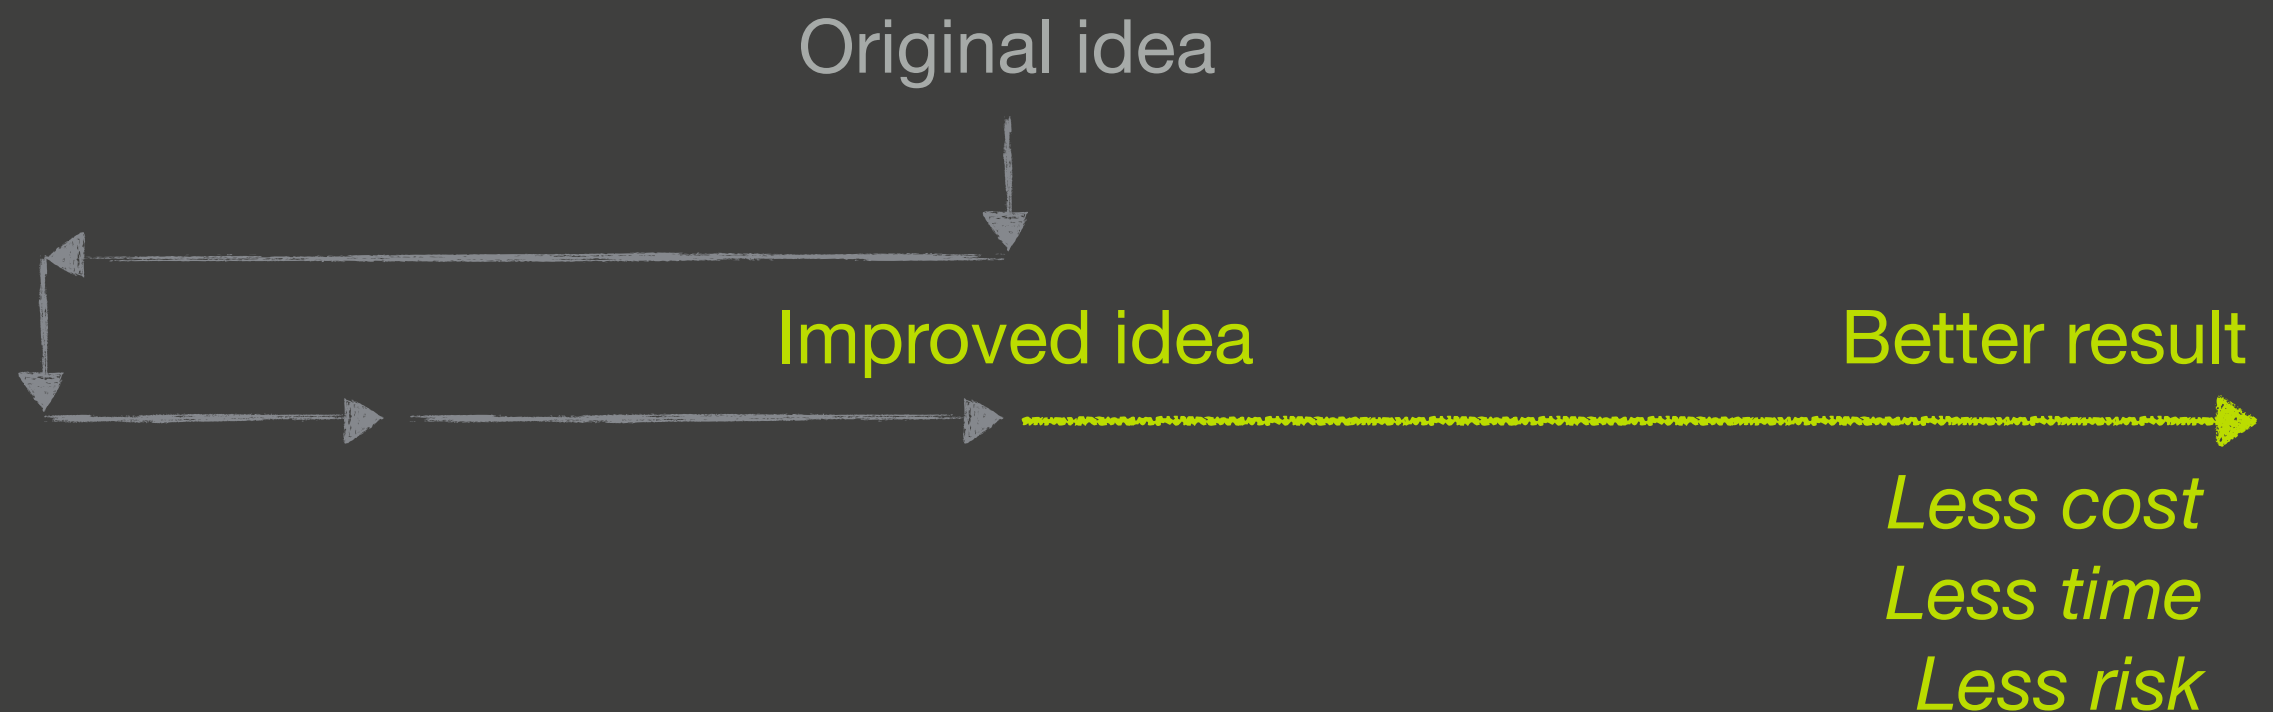 Original idea
Improved idea
Better result
Less cost
Less time
Less risk